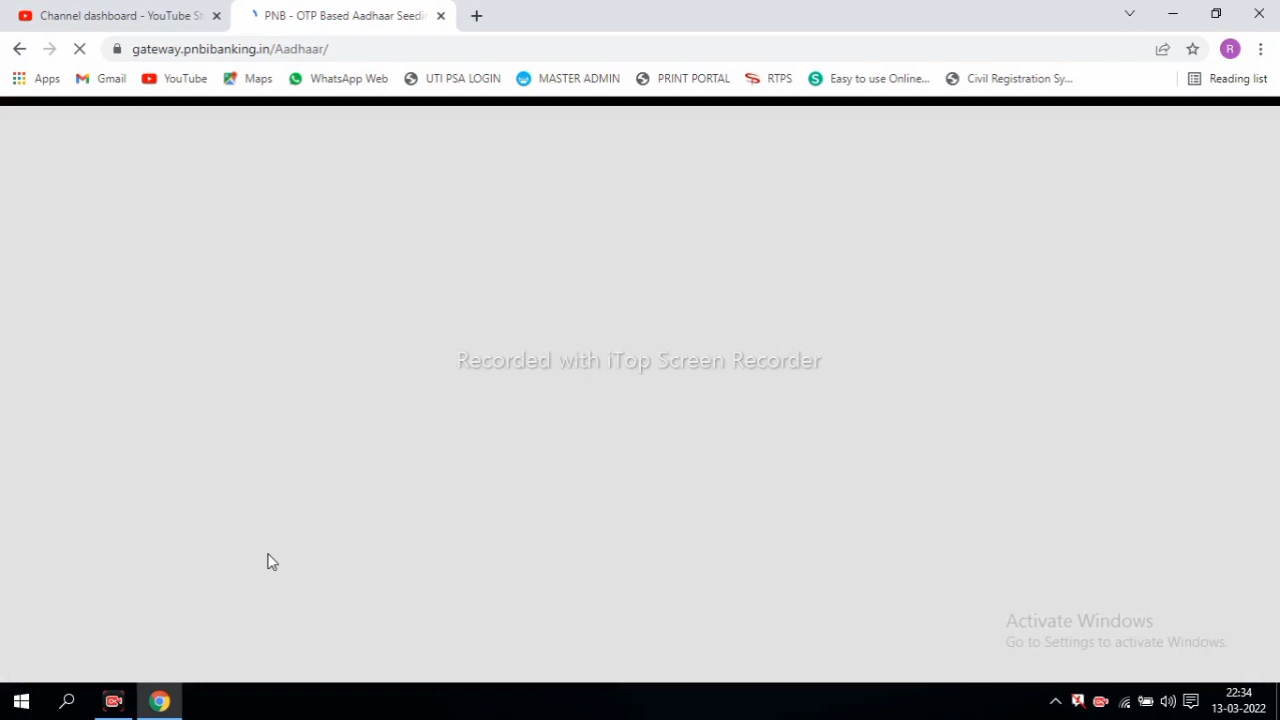 Channel dashboard - YouTube St
PNB - OTP Based Aadhaar Seedin
gateway.pnbibanking.in/Aadhaar/
R
Apps
Gmail
YouTube
Maps
WhatsApp Web
UTI PSA LOGIN
MASTER ADMIN
PRINT PORTAL
RTPS
Easy to use Online...
Civil Registration Sy...
Reading list
Recorded with iTop Screen Recorder
Activate Windows
Go to Settings to activate Windows.
22:34
13-03-2022